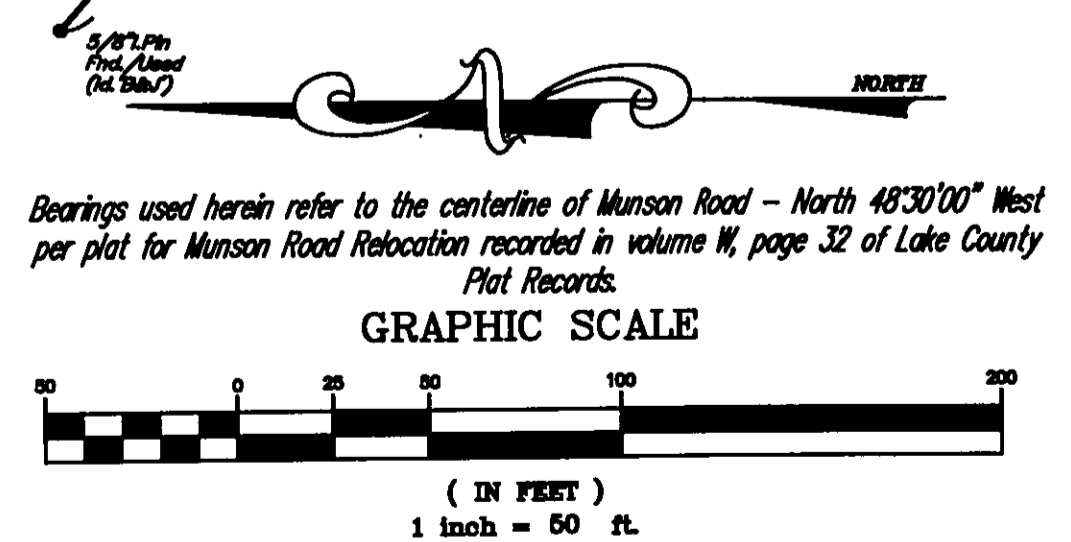 5/8"I.Pin
Fnd./Used
(Id. "B&N")
NORTH
Bearings used herein refer to the centerline of Munson Road – North 48°30'00" West
per plat for Munson Road Relocation recorded in volume W, page 32 of Lake County
Plat Records.
GRAPHIC SCALE
50 0 25 50 100 200
( IN FEET )
1 inch = 50 ft.